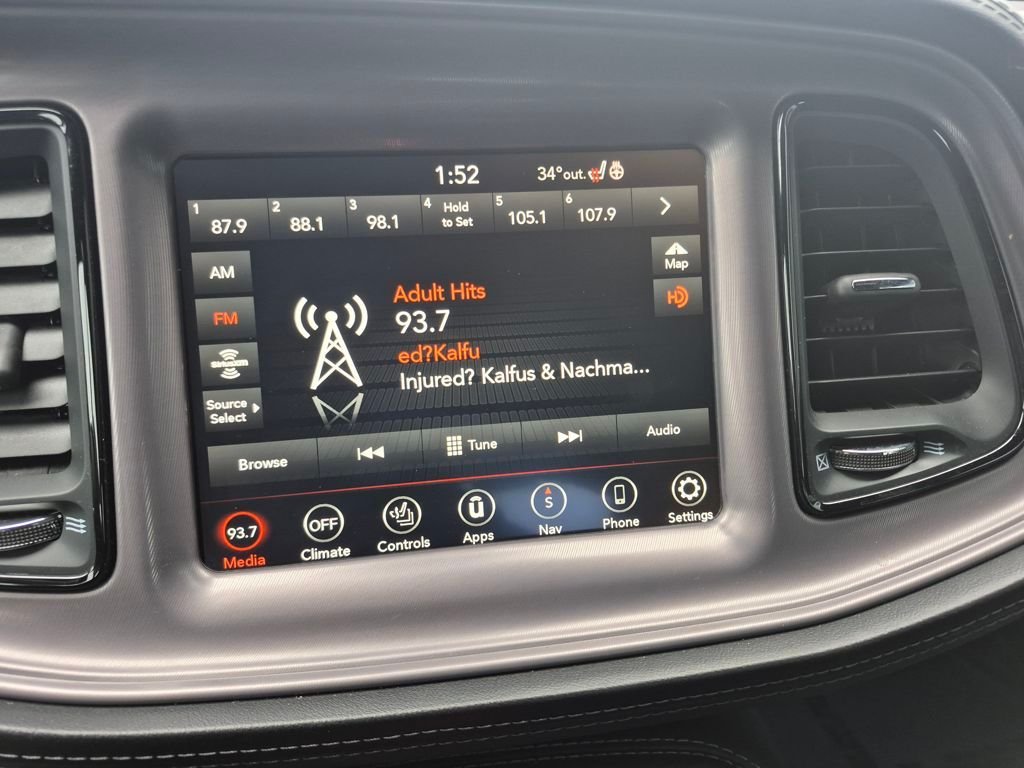 1:52
34°out.
1 87.9
2 88.1
3 98.1
4 Hold
to Set
5 105.1
6 107.9
AM
Map
FM
HD
Adult Hits
93.7
siriusxm
ed?Kalfu
Injured? Kalfus & Nachma...
Source
Select
Browse
Tune
Audio
93.7
Media
OFF
Climate
Controls
Apps
S
Nav
Phone
Settings